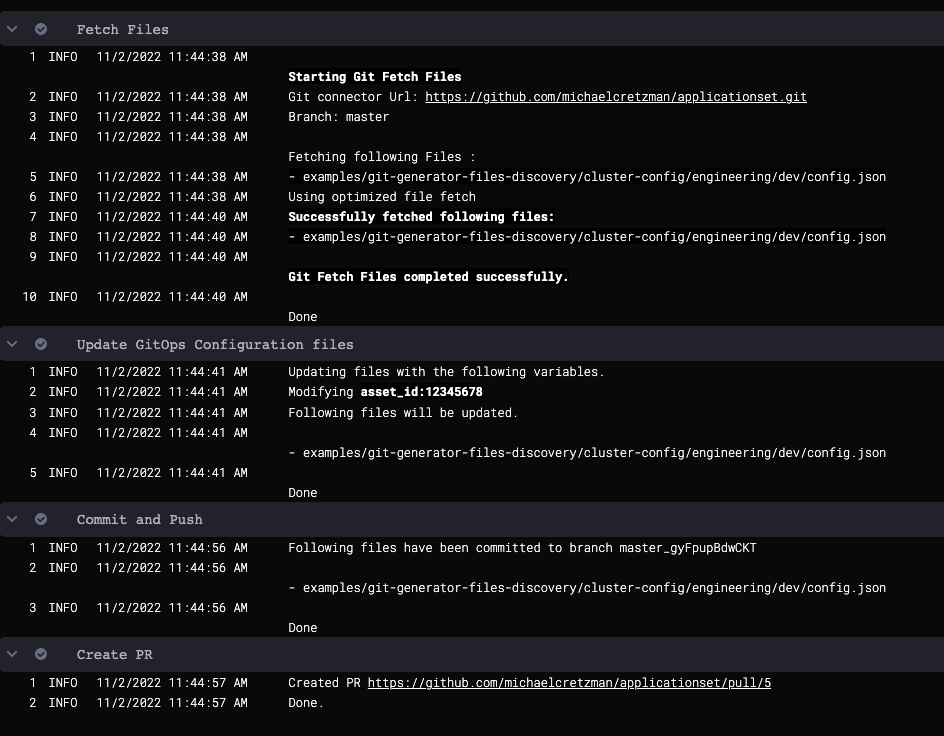 Fetch Files
1 INFO 11/2/2022 11:44:38 AM
Starting Git Fetch Files
2 INFO 11/2/2022 11:44:38 AM Git connector Url: https://github.com/michaelcretzman/applicationset.git
3 INFO 11/2/2022 11:44:38 AM Branch: master
4 INFO 11/2/2022 11:44:38 AM
Fetching following Files :
5 INFO 11/2/2022 11:44:38 AM - examples/git-generator-files-discovery/cluster-config/engineering/dev/config.json
6 INFO 11/2/2022 11:44:38 AM Using optimized file fetch
7 INFO 11/2/2022 11:44:40 AM Successfully fetched following files:
8 INFO 11/2/2022 11:44:40 AM - examples/git-generator-files-discovery/cluster-config/engineering/dev/config.json
9 INFO 11/2/2022 11:44:40 AM
Git Fetch Files completed successfully.
10 INFO 11/2/2022 11:44:40 AM
Done
Update GitOps Configuration files
1 INFO 11/2/2022 11:44:41 AM Updating files with the following variables.
2 INFO 11/2/2022 11:44:41 AM Modifying asset_id:12345678
3 INFO 11/2/2022 11:44:41 AM Following files will be updated.
4 INFO 11/2/2022 11:44:41 AM
- examples/git-generator-files-discovery/cluster-config/engineering/dev/config.json
5 INFO 11/2/2022 11:44:41 AM
Done
Commit and Push
1 INFO 11/2/2022 11:44:56 AM Following files have been committed to branch master_gyFpupBdwCKT
2 INFO 11/2/2022 11:44:56 AM
- examples/git-generator-files-discovery/cluster-config/engineering/dev/config.json
3 INFO 11/2/2022 11:44:56 AM
Done
Create PR
1 INFO 11/2/2022 11:44:57 AM Created PR https://github.com/michaelcretzman/applicationset/pull/5
2 INFO 11/2/2022 11:44:57 AM Done.